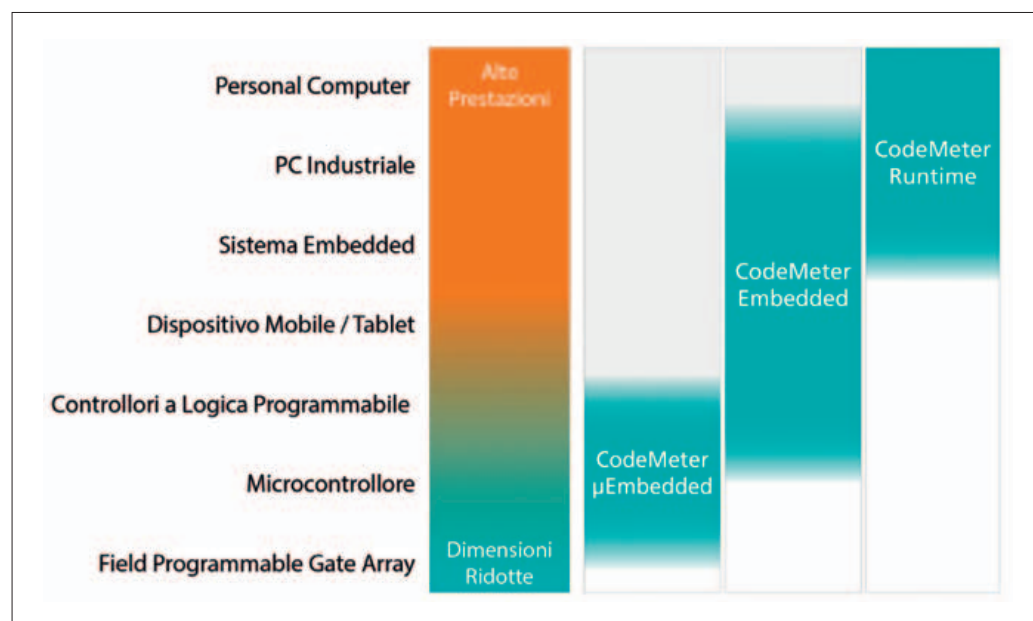 Personal Computer
PC Industriale
Sistema Embedded
Dispositivo Mobile / Tablet
Controllori a Logica Programmabile
Microcontrollore
Field Programmable Gate Array
Alte
Prestazioni
Dimensioni
Ridotte
CodeMeter
µEmbedded
CodeMeter
Embedded
CodeMeter
Runtime